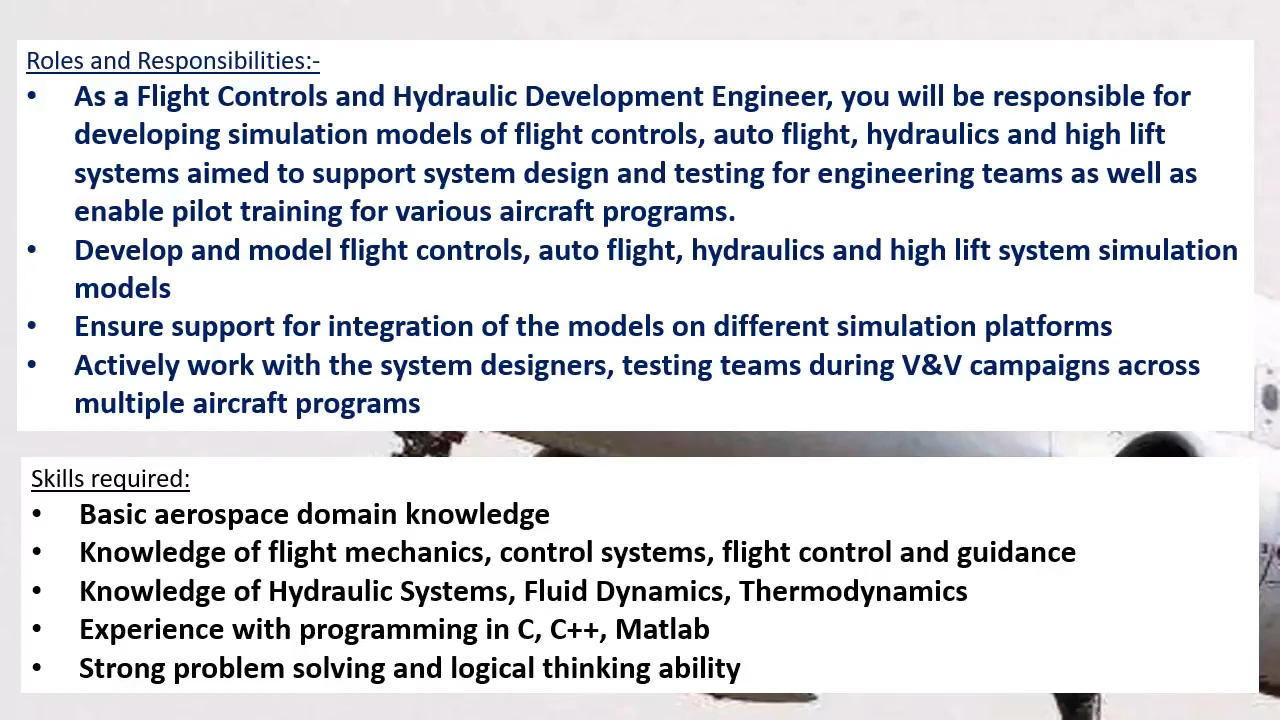 Roles and Responsibilities:-
• As a Flight Controls and Hydraulic Development Engineer, you will be responsible for
developing simulation models of flight controls, auto flight, hydraulics and high lift
systems aimed to support system design and testing for engineering teams as well as
enable pilot training for various aircraft programs.
• Develop and model flight controls, auto flight, hydraulics and high lift system simulation
models
• Ensure support for integration of the models on different simulation platforms
• Actively work with the system designers, testing teams during V&V campaigns across
multiple aircraft programs
Skills required:
• Basic aerospace domain knowledge
• Knowledge of flight mechanics, control systems, flight control and guidance
• Knowledge of Hydraulic Systems, Fluid Dynamics, Thermodynamics
• Experience with programming in C, C++, Matlab
• Strong problem solving and logical thinking ability